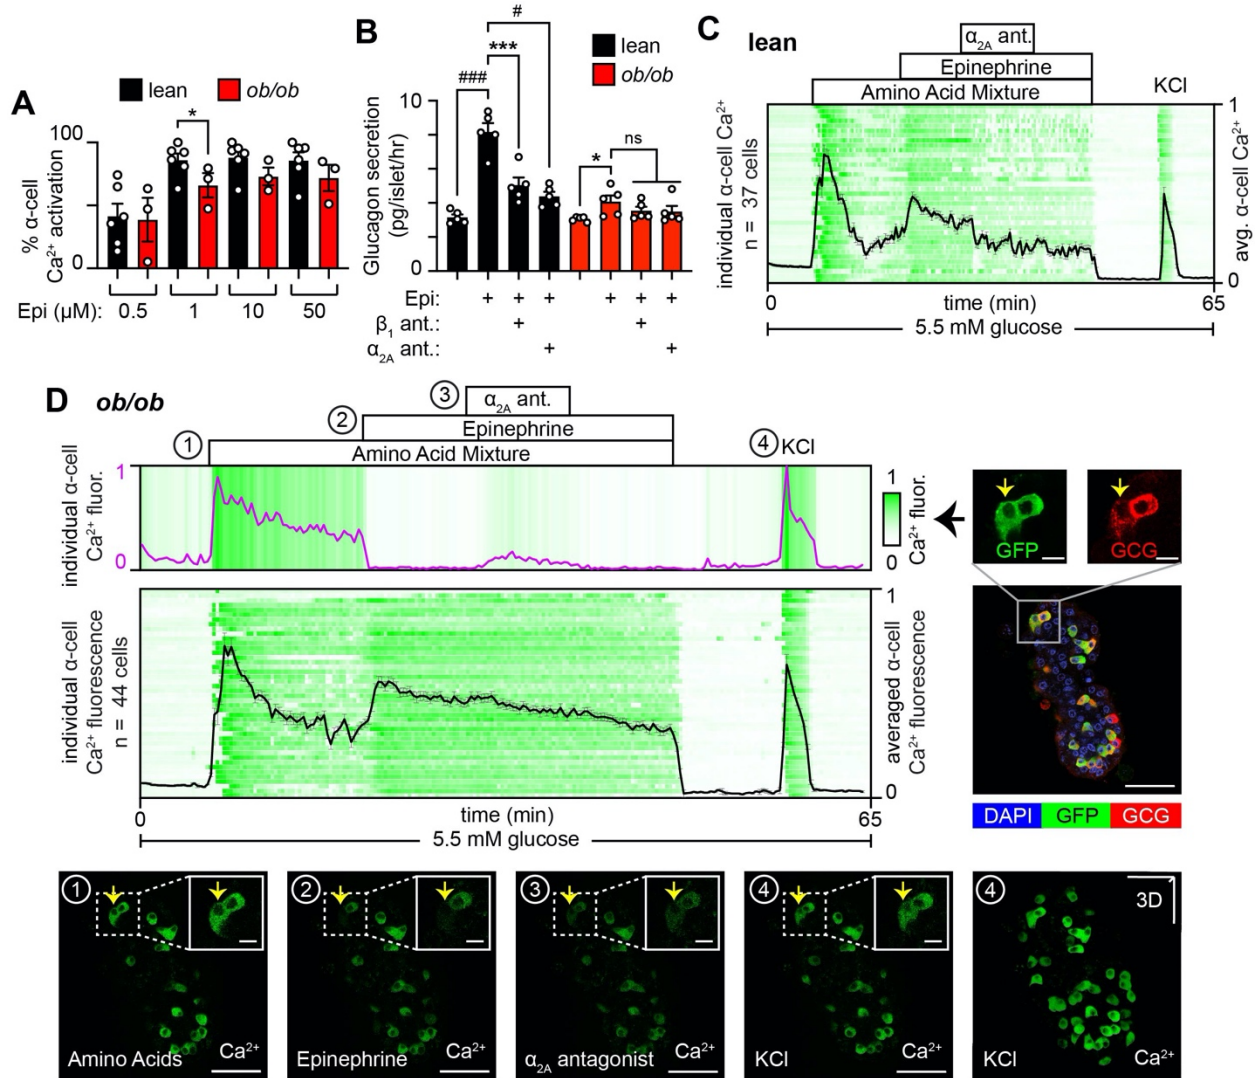 A
lean
ob/ob
% α-cell
Ca²⁺ activation
100
0
*
Epi (μM):
0.5
1
10
50
B
lean
ob/ob
#
***
###
*
ns
Glucagon secretion
(pg/islet/hr)
10
0
Epi: + + + + + +
β₁ ant.: + +
α₂A ant.: + +
C
lean
α₂A ant.
Epinephrine
Amino Acid Mixture
KCl
individual α-cell Ca²⁺
n = 37 cells
1
0
avg. α-cell Ca²⁺
0
time (min)
65
5.5 mM glucose
D
ob/ob
3
α₂A ant.
2
Epinephrine
1
Amino Acid Mixture
4
KCl
individual α-cell
Ca²⁺ fluor.
1
0
1
0
Ca²⁺ fluor.
GFP
GCG
individual α-cell
Ca²⁺ fluorescence
n = 44 cells
1
0
averaged α-cell
Ca²⁺ fluorescence
0
time (min)
65
5.5 mM glucose
DAPI
GFP
GCG
1
Amino Acids
Ca²⁺
2
Epinephrine
Ca²⁺
3
α₂A antagonist
Ca²⁺
4
KCl
Ca²⁺
4
3D
KCl
Ca²⁺